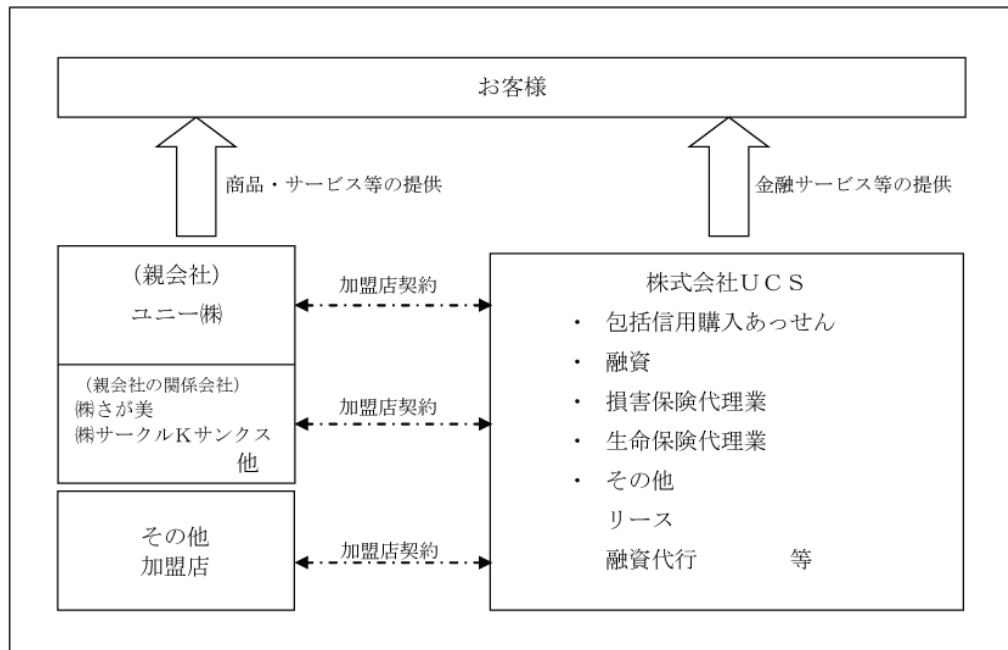 お客様
商品・サービス等の提供
金融サービス等の提供
(親会社)
ユニー㈱
(親会社の関係会社)
㈱さが美
㈱サークルKサンクス
他
その他
加盟店
加盟店契約
加盟店契約
加盟店契約
株式会社UCS
・ 包括信用購入あっせん
・ 融資
・ 損害保険代理業
・ 生命保険代理業
・ その他
リース
融資代行 等